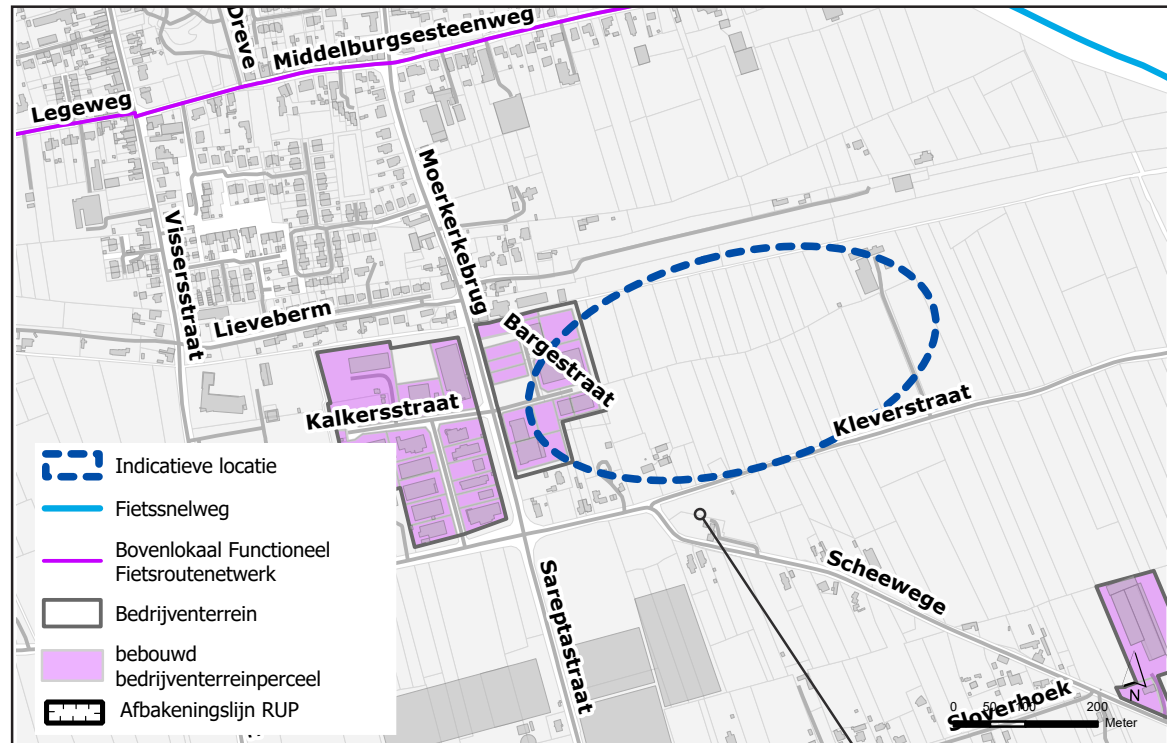 Dreve
Middelburgsesteenweg
Legeweg
Moerkerkebrug
Vissersstraat
Lieveberm
Bargestraat
Kalkersstraat
Kleverstraat
Scheewege
Sareptastraat
Sloverhoek
Indicatieve locatie
Fietssnelweg
Bovenlokaal Functioneel
Fietsroutenetwerk
Bedrijventerrein
bebouwd
bedrijventerreinperceel
Afbakeningslijn RUP
N
0 50 100 200
Meter